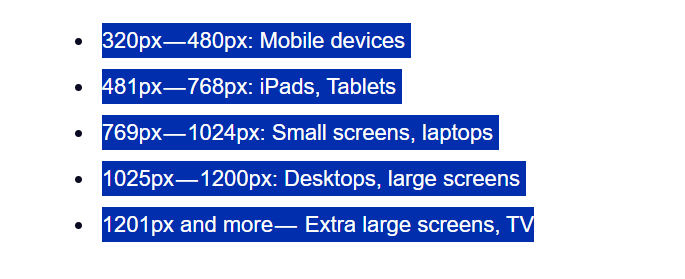 320px—480px: Mobile devices
481px—768px: iPads, Tablets
769px—1024px: Small screens, laptops
1025px—1200px: Desktops, large screens
1201px and more— Extra large screens, TV